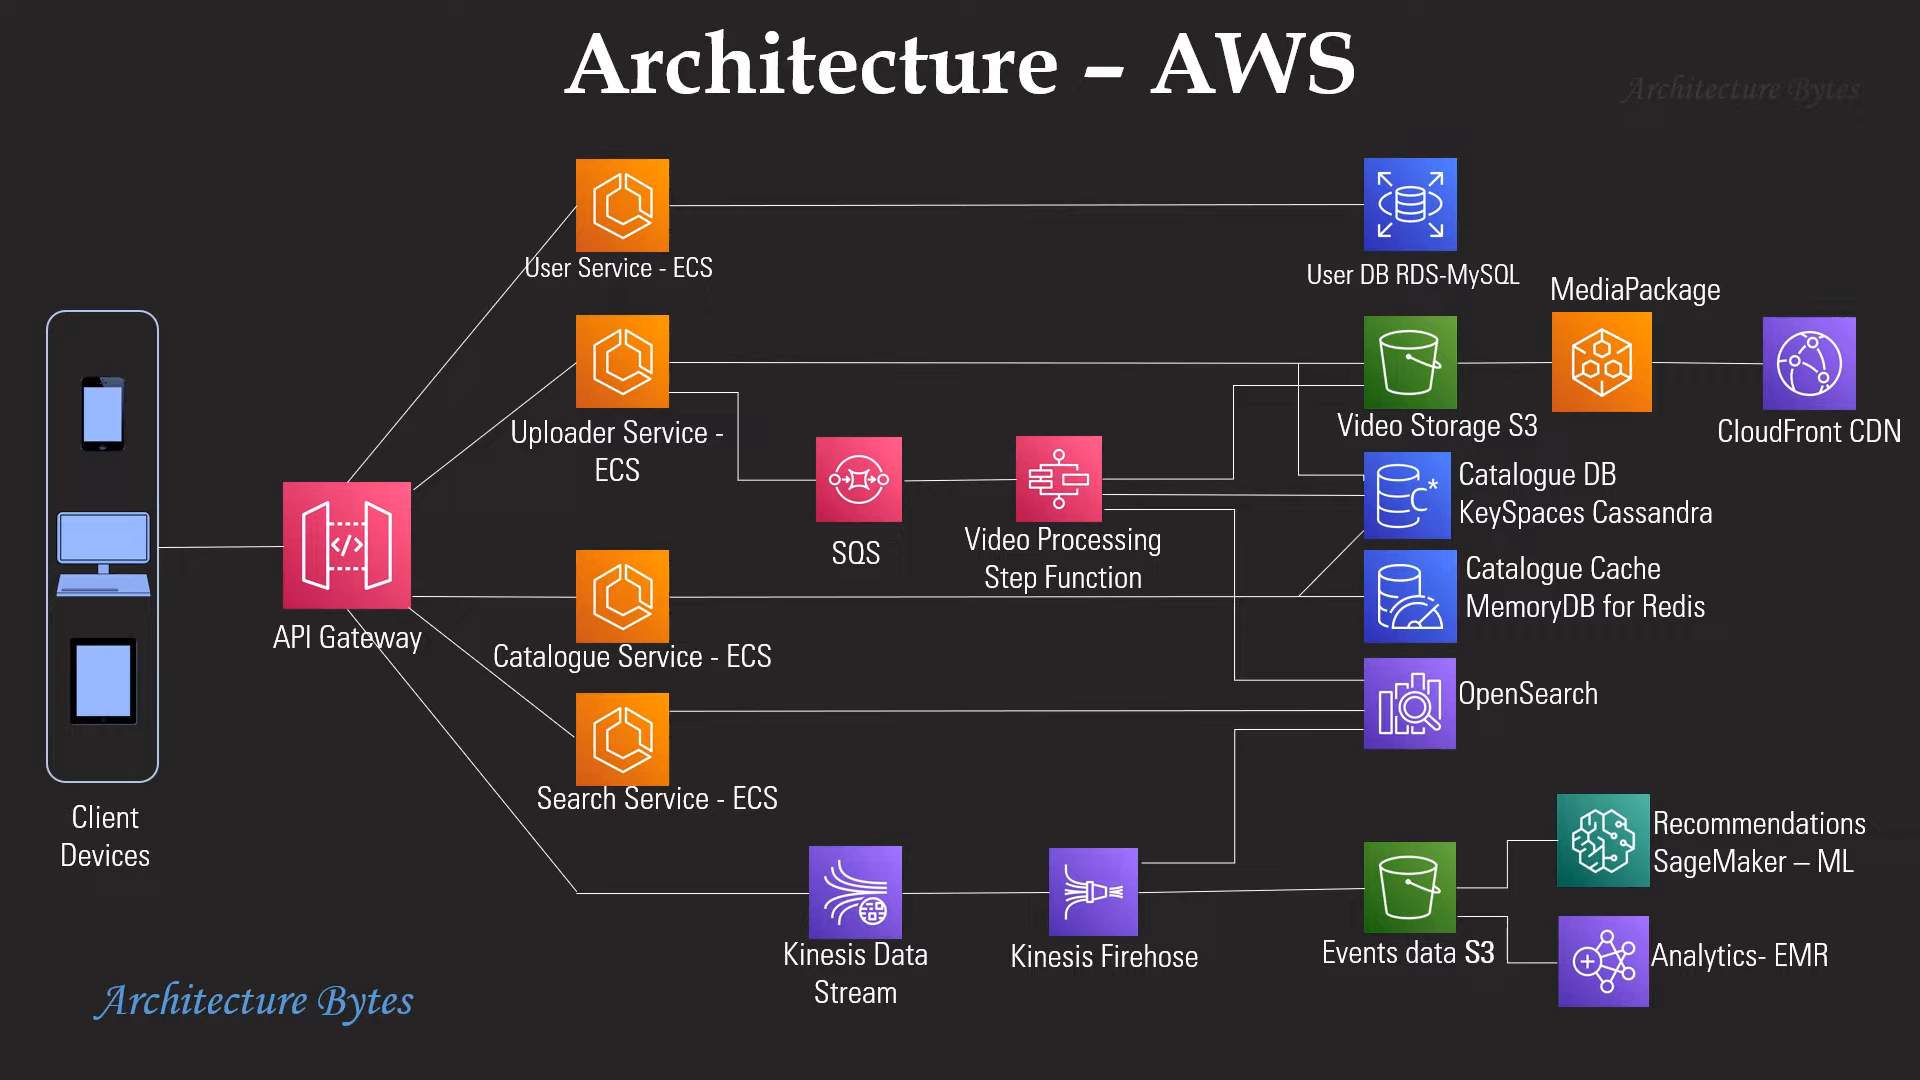 Architecture – AWS
Architecture Bytes
User Service - ECS
User DB RDS-MySQL
MediaPackage
Uploader Service -
ECS
Video Storage S3
CloudFront CDN
SQS
Video Processing
Step Function
Catalogue DB
KeySpaces Cassandra
Catalogue Cache
MemoryDB for Redis
API Gateway
Catalogue Service - ECS
OpenSearch
Search Service - ECS
Client
Devices
Recommendations
SageMaker – ML
Kinesis Data
Stream
Kinesis Firehose
Events data S3
Analytics- EMR
Architecture Bytes